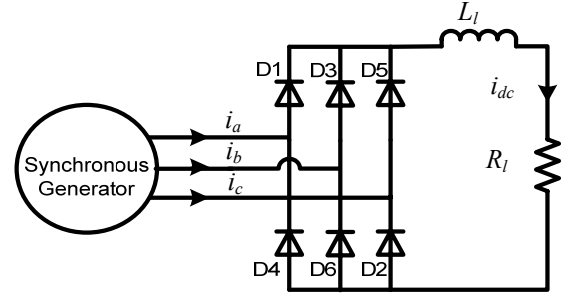 L_l
D1
D3
D5
i_dc
i_a
i_b
i_c
Synchronous
Generator
R_l
D4
D6
D2